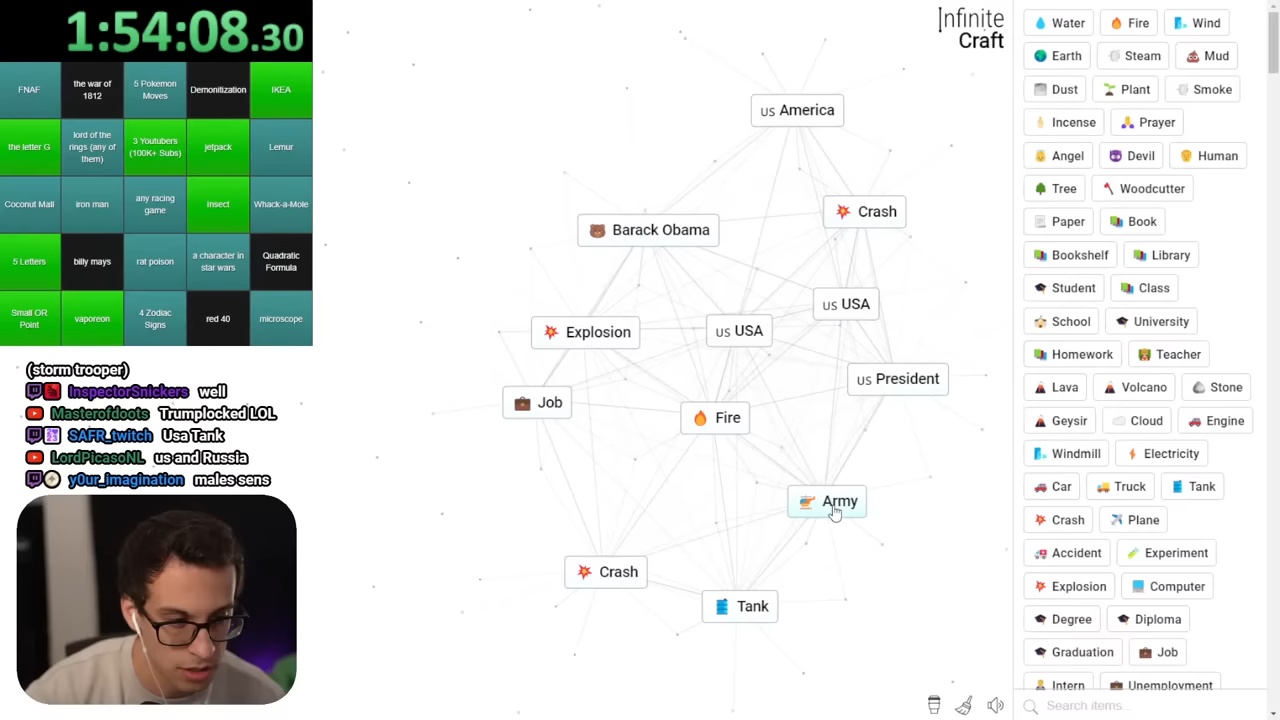 1:54:08.30
FNAF
the war of
1812
5 Pokemon
Moves
Demonitization
IKEA
the letter G
lord of the
rings (any of
them)
3 Youtubers
(100K+ Subs)
jetpack
Lemur
Coconut Mall
iron man
any racing
game
Insect
Whack-a-Mole
5 Letters
billy mays
rat poison
a character in
star wars
Quadratic
Formula
Small OR
Point
vaporeon
4 Zodiac
Signs
red 40
microscope
(storm trooper)
InspectorSnickers well
Masterofdoots Trumplocked LOL
SAFR_twitch Usa Tank
LordPicasoNL us and Russia
y0ur_imagination males sens
Infinite
Craft
US America
Crash
Barack Obama
US USA
Explosion
US USA
US President
Job
Fire
Army
Crash
Tank
Water
Fire
Wind
Earth
Steam
Mud
Dust
Plant
Smoke
Incense
Prayer
Angel
Devil
Human
Tree
Woodcutter
Paper
Book
Bookshelf
Library
Student
Class
School
University
Homework
Teacher
Lava
Volcano
Stone
Geysir
Cloud
Engine
Windmill
Electricity
Car
Truck
Tank
Crash
Plane
Accident
Experiment
Explosion
Computer
Degree
Diploma
Graduation
Job
Intern
Unemployment
Search items...